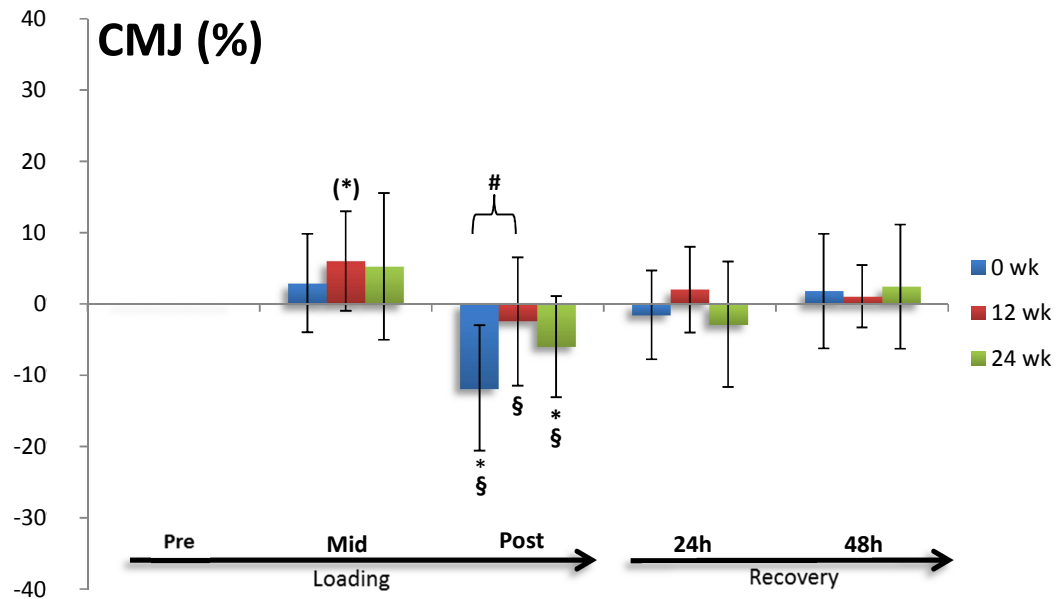 CMJ (%)
40
30
20
10
0
-10
-20
-30
-40
(*)
#
*
§
§
*
§
0 wk
12 wk
24 wk
Pre
Mid
Post
24h
48h
Loading
Recovery